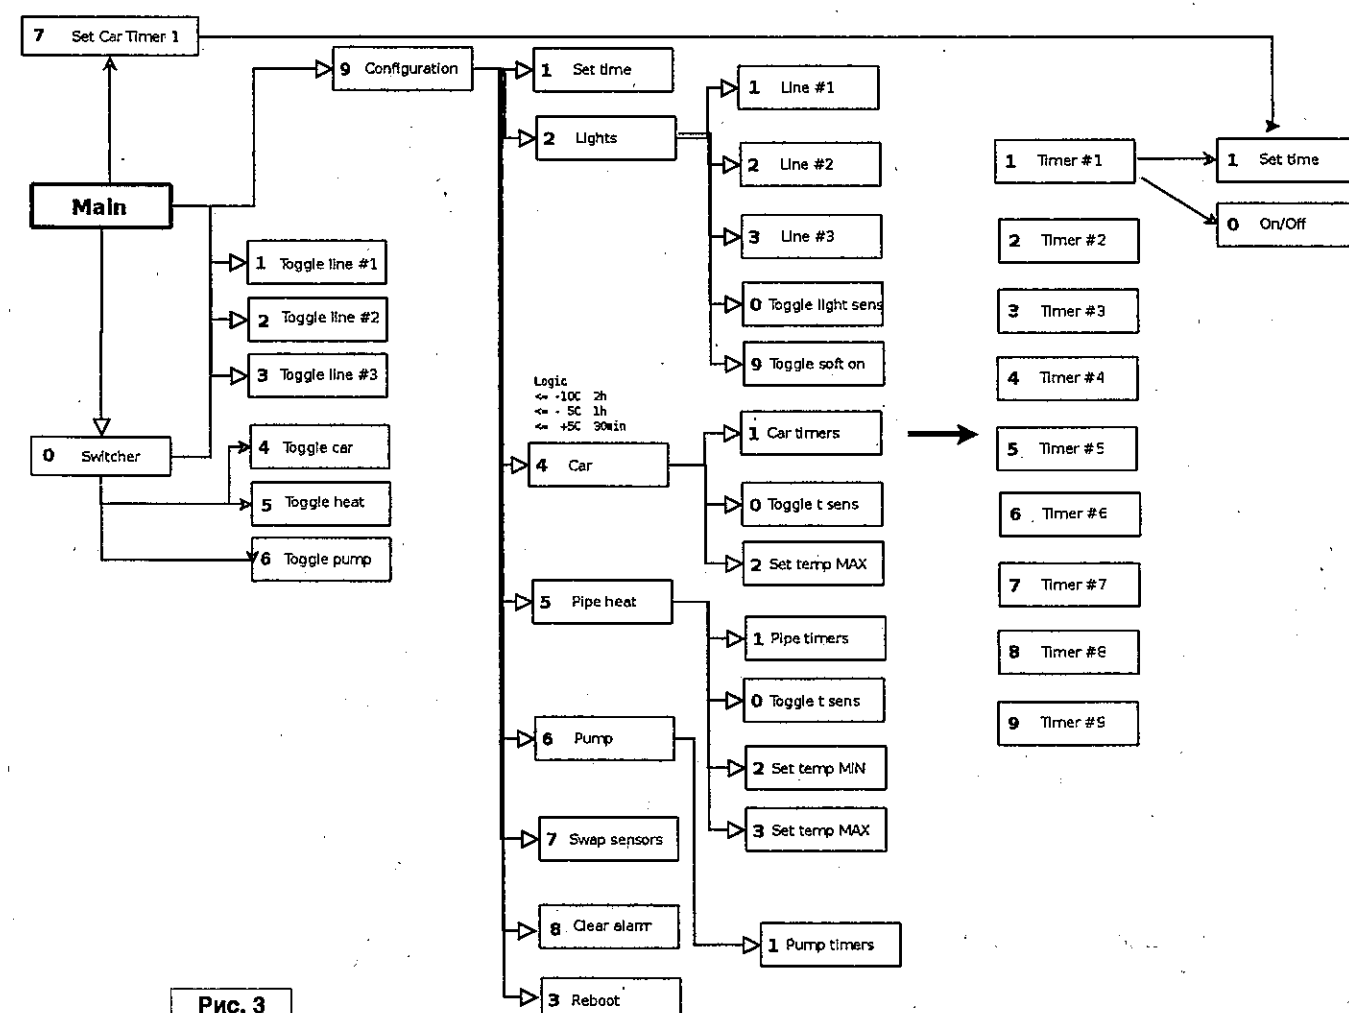 7 Set Car Timer 1
9 Configuration
Main
1 Toggle line #1
2 Toggle line #2
3 Toggle line #3
0 Switcher
4 Toggle car
5 Toggle heat
6 Toggle pump
1 Set time
2 Lights
1 Line #1
2 Line #2
3 Line #3
0 Toggle light sens
9 Toggle soft on
Logic
<= -10C 2h
<= - 5C 1h
<= +5C 30min
4 Car
1 Car timers
0 Toggle t sens
2 Set temp MAX
5 Pipe heat
1 Pipe timers
0 Toggle t sens
2 Set temp MIN
3 Set temp MAX
6 Pump
7 Swap sensors
8 Clear alarm
1 Pump timers
3 Reboot
1 Timer #1
2 Timer #2
3 Timer #3
4 Timer #4
5 Timer #5
6 Timer #6
7 Timer #7
8 Timer #8
9 Timer #9
1 Set time
0 On/Off
Рис. 3